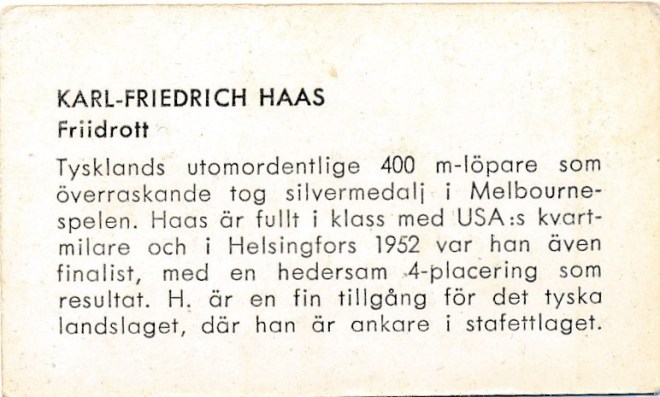 KARL-FRIEDRICH HAAS
Friidrott
Tysklands utomordentlige 400 m-löpare som
överraskande tog silvermedalj i Melbourne-
spelen. Haas är fullt i klass med USA:s kvart-
milare och i Helsingfors 1952 var han även
finalist, med en hedersam 4-placering som
resultat. H. är en fin tillgång för det tyska
landslaget, där han är ankare i stafettlaget.